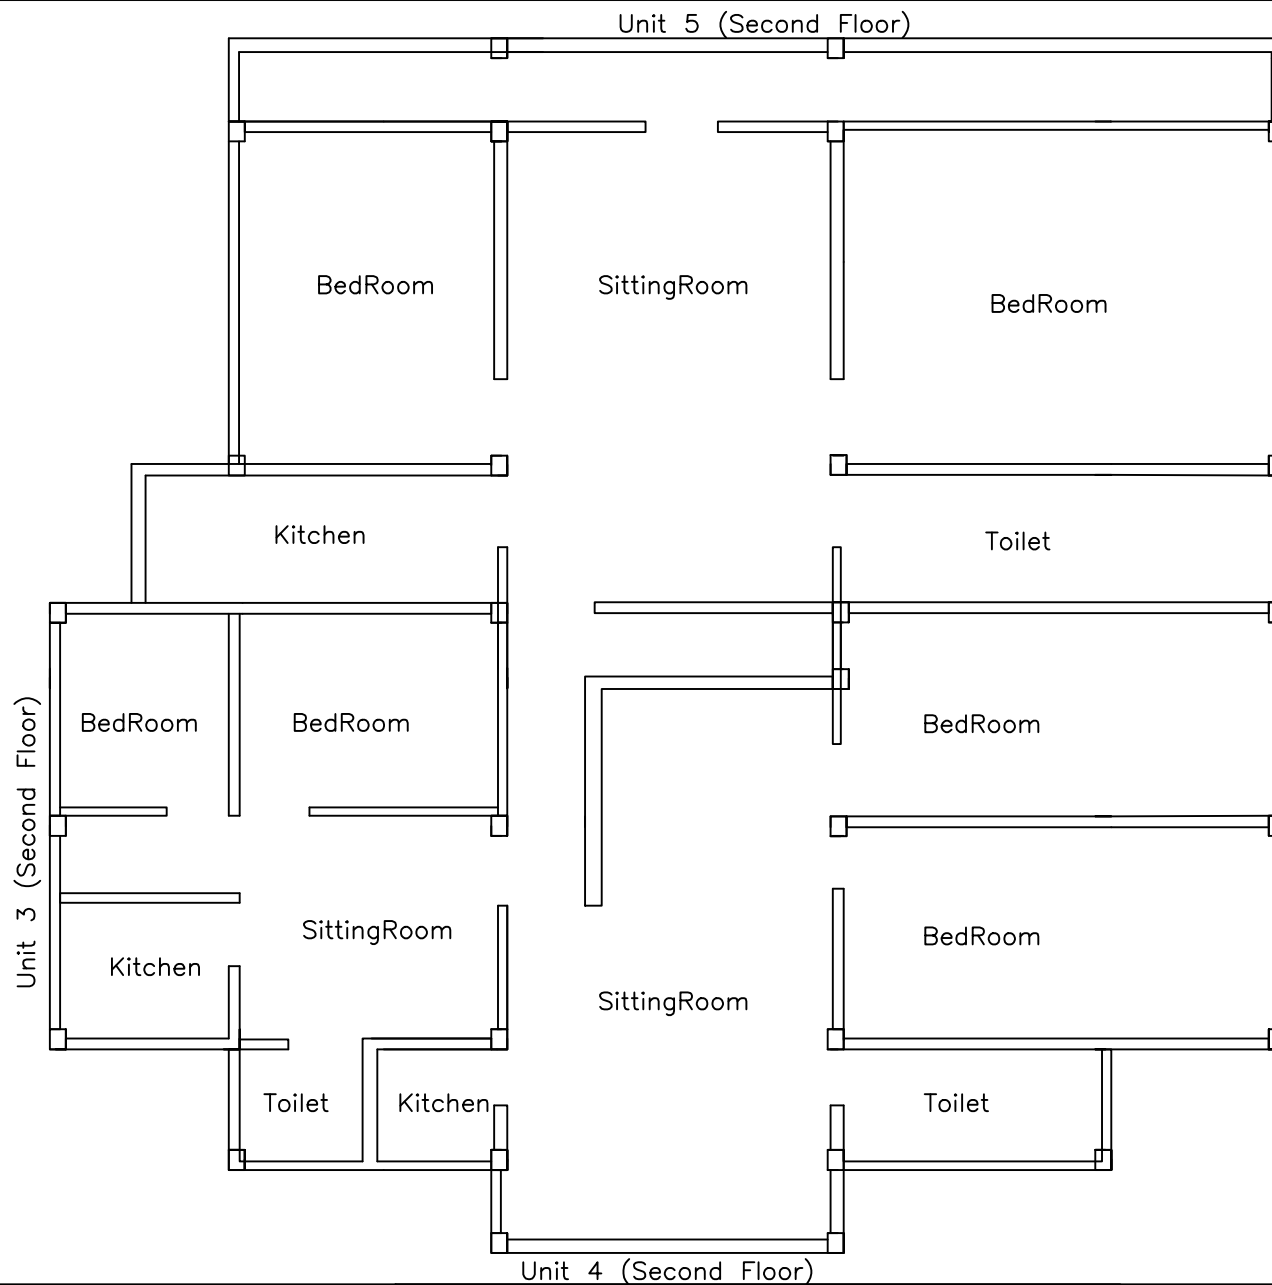 Unit 5 (Second Floor)
BedRoom
SittingRoom
BedRoom
Kitchen
Toilet
BedRoom
BedRoom
BedRoom
Unit 3 (Second Floor)
SittingRoom
BedRoom
Kitchen
SittingRoom
Toilet
Kitchen
Toilet
Unit 4 (Second Floor)